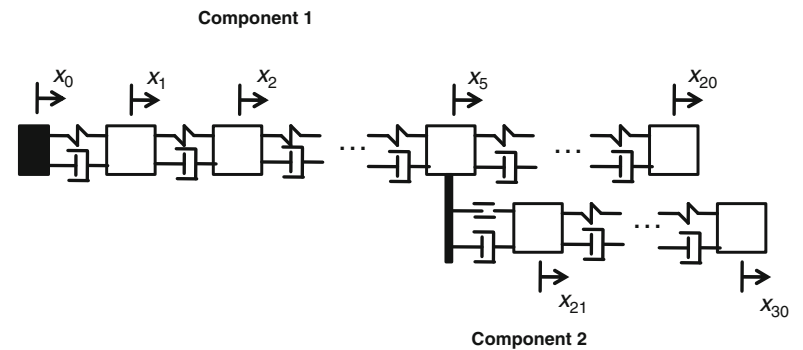 Component 1
x0 x1 x2 x5 x20
... ...
...
x21 x30
Component 2